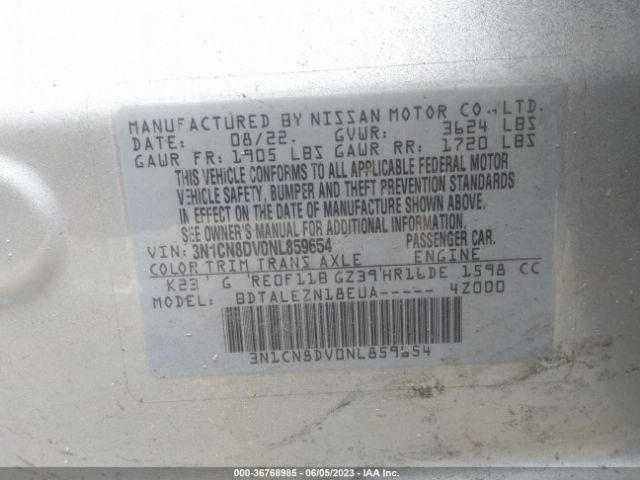 MANUFACTURED BY NISSAN MOTOR CO., LTD.
DATE: 08/22. GVWR: 3624 LBS
GAWR FR: 1905 LBS GAWR RR: 1720 LBS
THIS VEHICLE CONFORMS TO ALL APPLICABLE FEDERAL MOTOR
VEHICLE SAFETY, BUMPER AND THEFT PREVENTION STANDARDS
IN EFFECT ON THE DATE OF MANUFACTURE SHOWN ABOVE.
SEE OWNERS MANUAL FOR ADDITIONAL INFORMATION.
VIN: 3N1CN8DV0NL859654 PASSENGER CAR.
COLOR TRIM TRANS AXLE ENGINE
K23 G RE0F11B GZ39 HR16DE 1598 CC
MODEL: BDTALEZN18EUA----- 4Z000
3N1CN8DV0NL859654
000-36768985 - 06/05/2023 - IAA Inc.